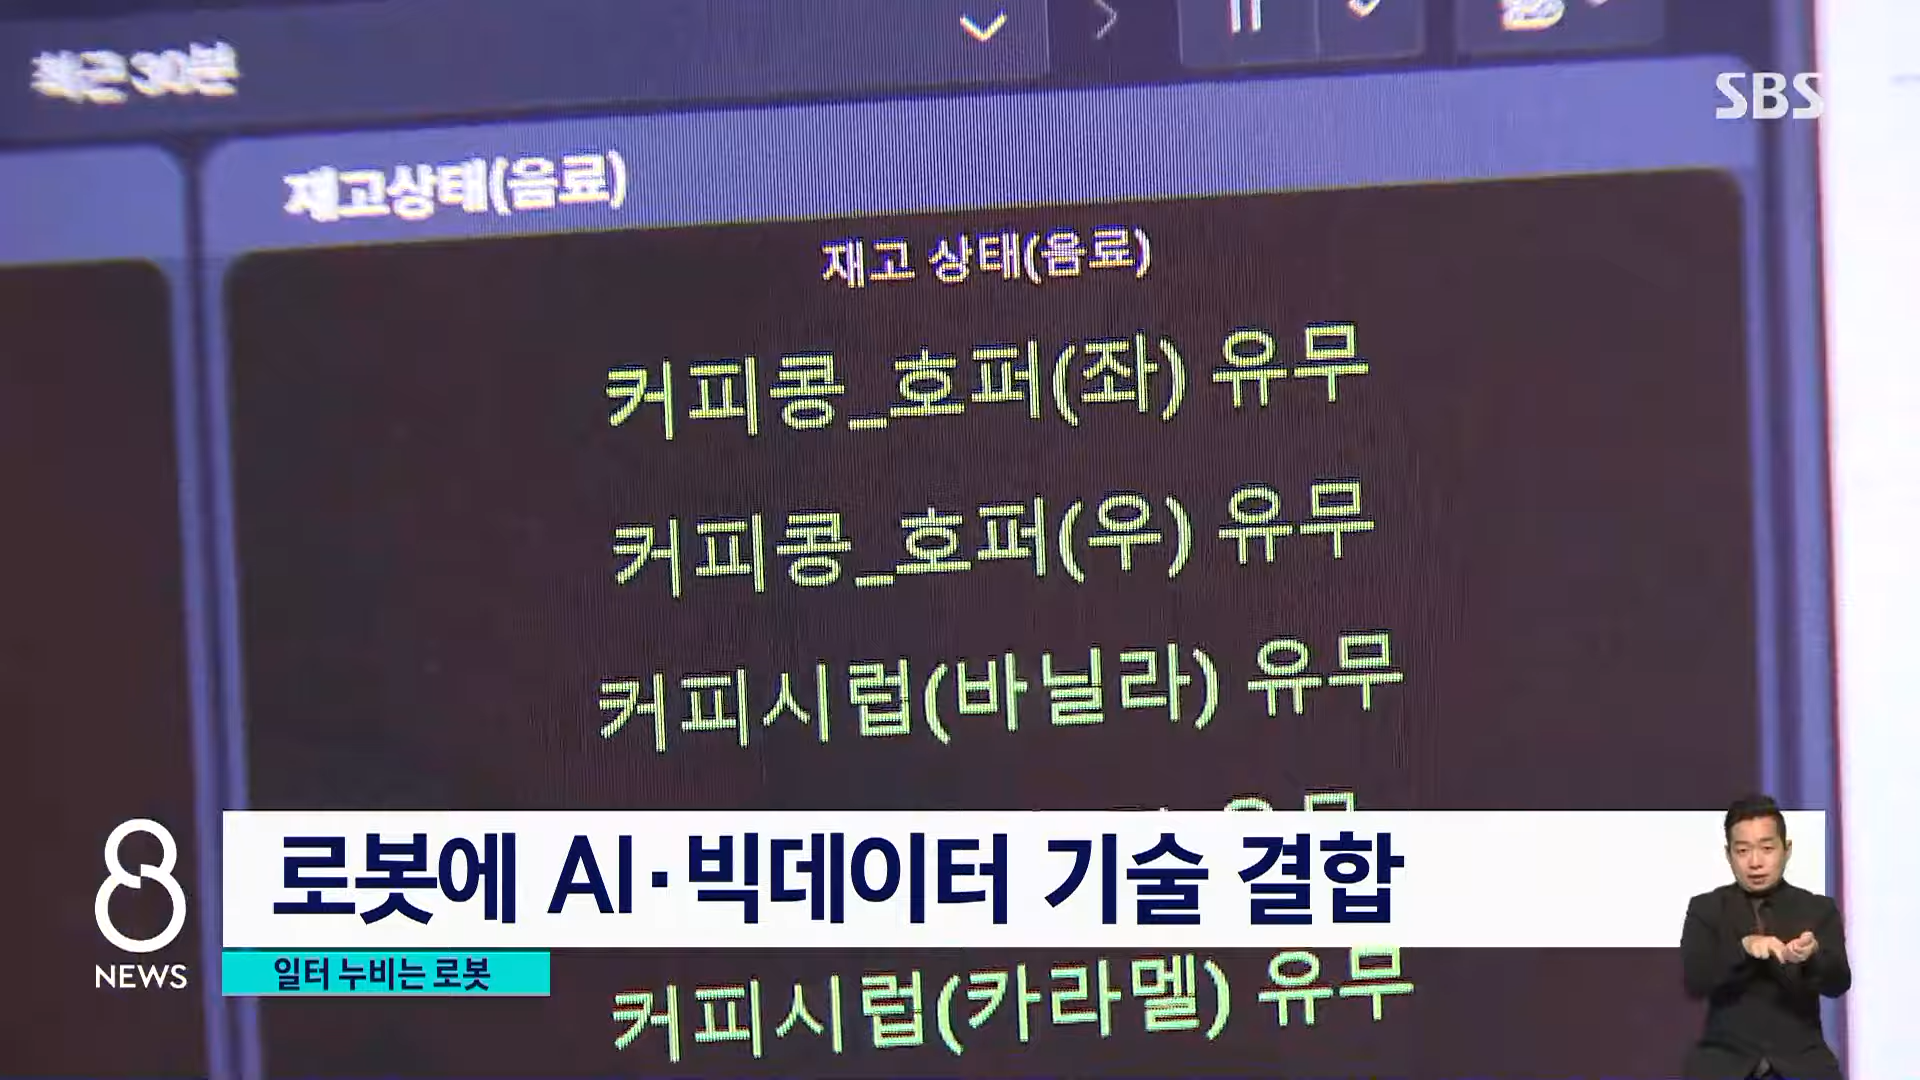 최근 30분
SBS
재고상태(음료)
재고 상태(음료)
커피콩_호퍼(좌) 유무
커피콩_호퍼(우) 유무
커피시럽(바닐라) 유무
유무
로봇에 AI·빅데이터 기술 결합
8
NEWS
일터 누비는 로봇
커피시럽(카라멜) 유무